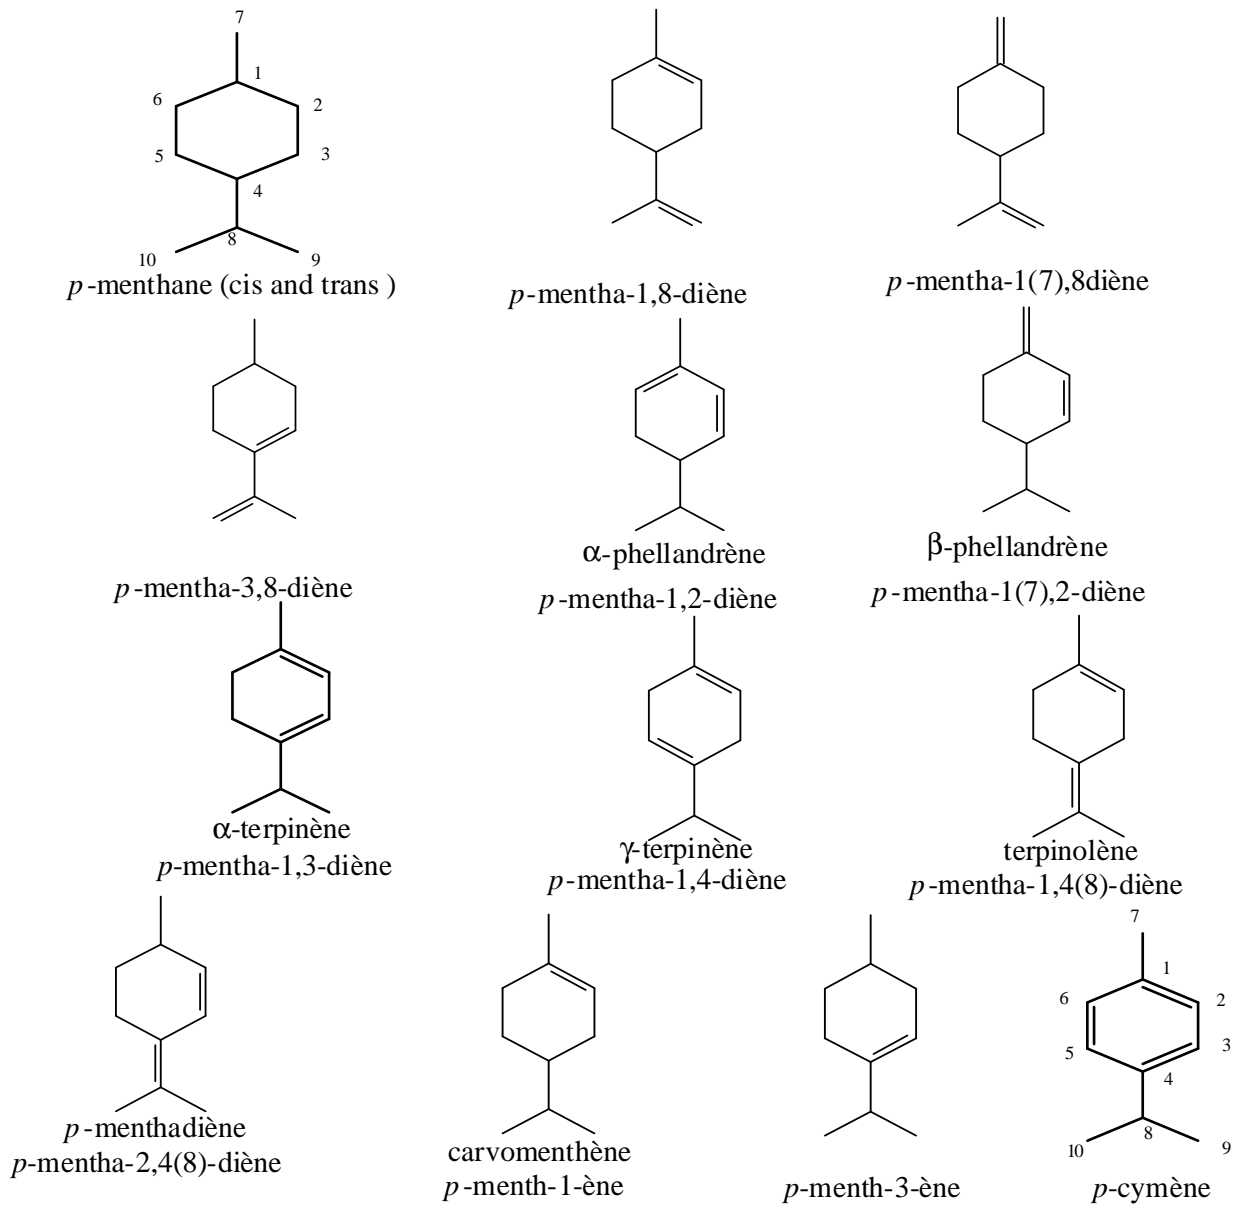 7
1
6
2
5
3
4
8
10
9
p-menthane (cis and trans )
p-mentha-1,8-diène
p-mentha-1(7),8diène
p-mentha-3,8-diène
α-phellandrène
p-mentha-1,2-diène
β-phellandrène
p-mentha-1(7),2-diène
α-terpinène
p-mentha-1,3-diène
γ-terpinène
p-mentha-1,4-diène
terpinolène
p-mentha-1,4(8)-diène
p-menthadiène
p-mentha-2,4(8)-diène
carvomenthène
p-menth-1-ène
p-menth-3-ène
7
1
6
2
5
3
4
8
10
9
p-cymène